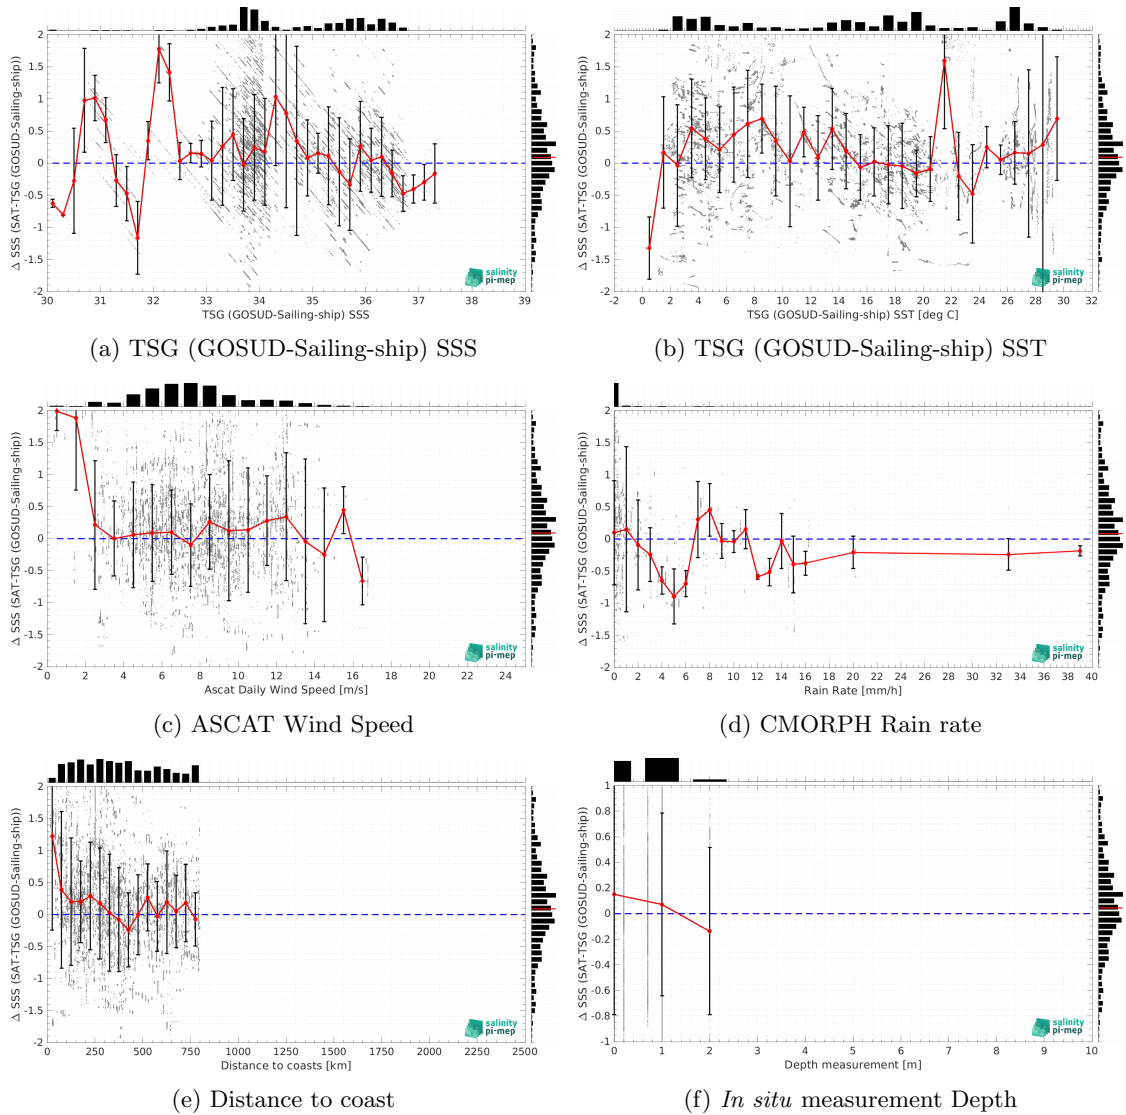 2
1.5
1
0.5
0
-0.5
-1
-1.5
-2
Δ SSS (SAT-TSG (GOSUD-Sailing-ship))
30 31 32 33 34 35 36 37 38 39
TSG (GOSUD-Sailing-ship) SSS
salinity
pi-mep
(a) TSG (GOSUD-Sailing-ship) SSS
2
1.5
1
0.5
0
-0.5
-1
-1.5
-2
Δ SSS (SAT-TSG (GOSUD-Sailing-ship))
-2 0 2 4 6 8 10 12 14 16 18 20 22 24 26 28 30 32
TSG (GOSUD-Sailing-ship) SST [deg C]
salinity
pi-mep
(b) TSG (GOSUD-Sailing-ship) SST
2
1.5
1
0.5
0
-0.5
-1
-1.5
-2
Δ SSS (SAT-TSG (GOSUD-Sailing-ship))
0 2 4 6 8 10 12 14 16 18 20 22 24
Ascat Daily Wind Speed [m/s]
salinity
pi-mep
(c) ASCAT Wind Speed
2
1.5
1
0.5
0
-0.5
-1
-1.5
-2
Δ SSS (SAT-TSG (GOSUD-Sailing-ship))
0 2 4 6 8 10 12 14 16 18 20 22 24 26 28 30 32 34 36 38 40
Rain Rate [mm/h]
salinity
pi-mep
(d) CMORPH Rain rate
2
1.5
1
0.5
0
-0.5
-1
-1.5
-2
Δ SSS (SAT-TSG (GOSUD-Sailing-ship))
0 250 500 750 1000 1250 1500 1750 2000 2250 2500
Distance to coasts [km]
salinity
pi-mep
(e) Distance to coast
1
0.8
0.6
0.4
0.2
0
-0.2
-0.4
-0.6
-0.8
-1
Δ SSS (SAT-TSG (GOSUD-Sailing-ship))
0 1 2 3 4 5 6 7 8 9 10
Depth measurement [m]
salinity
pi-mep
(f) In situ measurement Depth